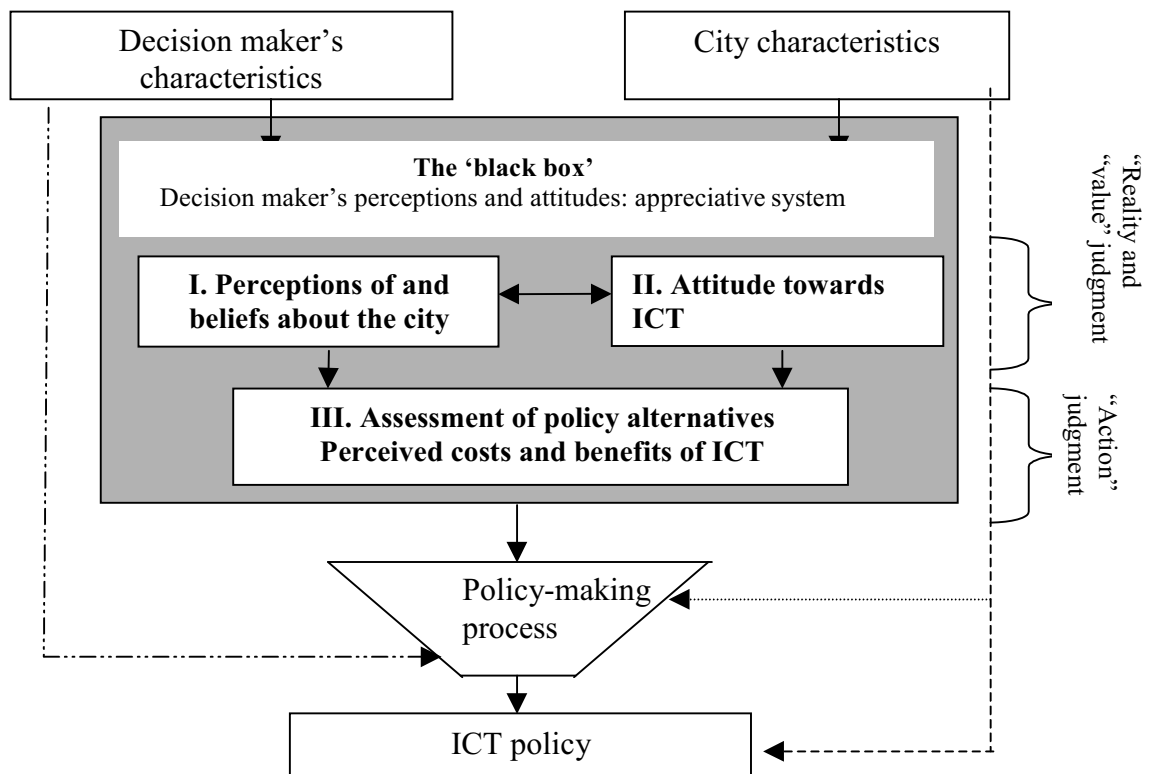 Decision maker’s
characteristics
City characteristics
The ‘black box’
Decision maker’s perceptions and attitudes: appreciative system
I. Perceptions of and
beliefs about the city
II. Attitude towards
ICT
III. Assessment of policy alternatives
Perceived costs and benefits of ICT
“Reality and
“value” judgment
“Action”
judgment
Policy-making
process
ICT policy